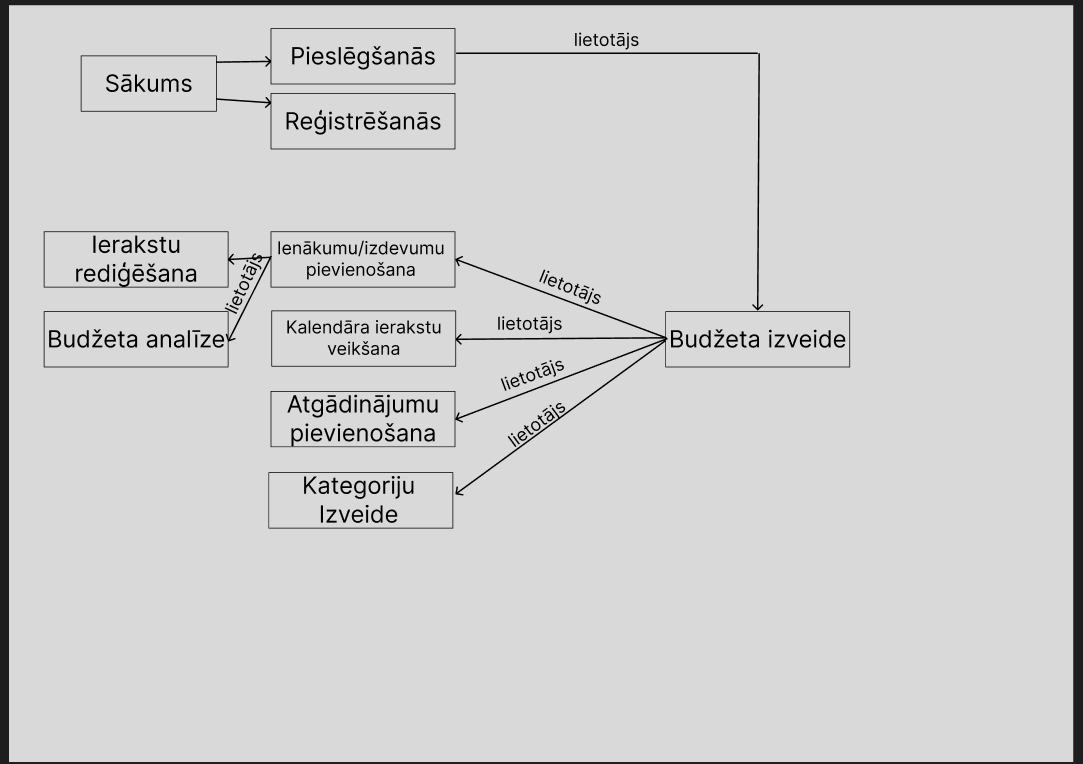 lietotājs
Pieslēgšanās
Sākums
Reģistrēšanās
Ierakstu
rediģēšana
Ienākumu/izdevumu
pievienošana
lietotājs
lietotājs
Budžeta analīze
Kalendāra ierakstu
veikšana
lietotājs
Budžeta izveide
lietotājs
Atgādinājumu
pievienošana
lietotājs
Kategoriju
Izveide